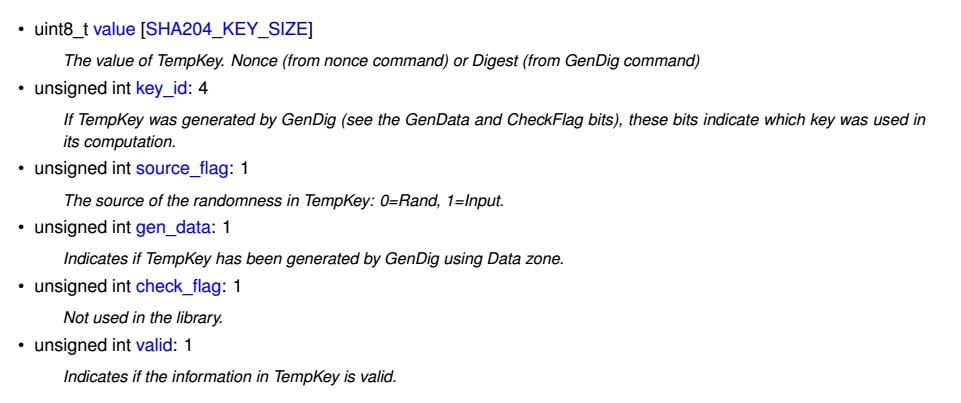 • uint8_t value [SHA204_KEY_SIZE]
The value of TempKey. Nonce (from nonce command) or Digest (from GenDig command)
• unsigned int key_id: 4
If TempKey was generated by GenDig (see the GenData and CheckFlag bits), these bits indicate which key was used in
its computation.
• unsigned int source_flag: 1
The source of the randomness in TempKey: 0=Rand, 1=Input.
• unsigned int gen_data: 1
Indicates if TempKey has been generated by GenDig using Data zone.
• unsigned int check_flag: 1
Not used in the library.
• unsigned int valid: 1
Indicates if the information in TempKey is valid.